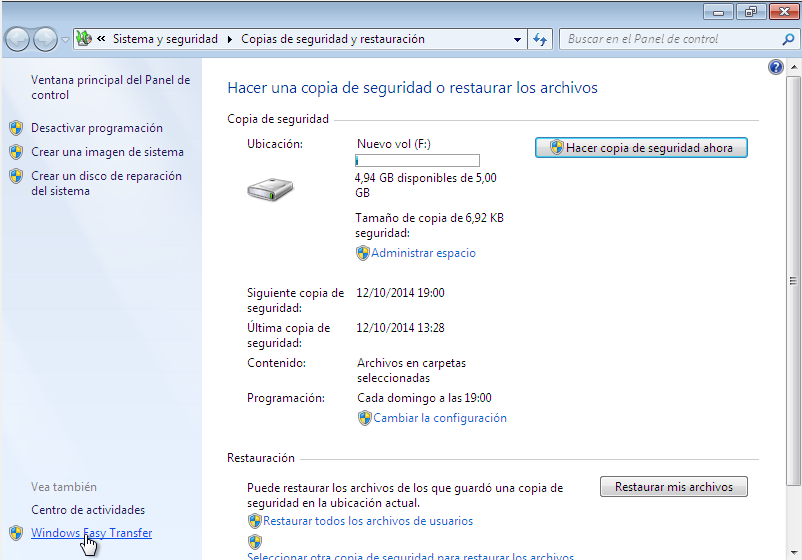 « Sistema y seguridad ▸ Copias de seguridad y restauración
Buscar en el Panel de control
Ventana principal del Panel de
control
Desactivar programación
Crear una imagen de sistema
Crear un disco de reparación
del sistema
Vea también
Centro de actividades
Windows Easy Transfer
Hacer una copia de seguridad o restaurar los archivos
Copia de seguridad
Ubicación:
Nuevo vol (F:)
Hacer copia de seguridad ahora
4,94 GB disponibles de 5,00
GB
Tamaño de copia de 6,92 KB
seguridad:
Administrar espacio
Siguiente copia de
seguridad:
12/10/2014 19:00
Última copia de
seguridad:
12/10/2014 13:28
Contenido:
Archivos en carpetas
seleccionadas
Programación:
Cada domingo a las 19:00
Cambiar la configuración
Restauración
Puede restaurar los archivos de los que guardó una copia de
seguridad en la ubicación actual.
Restaurar mis archivos
Restaurar todos los archivos de usuarios
Seleccionar otra copia de seguridad para restaurar los archivos